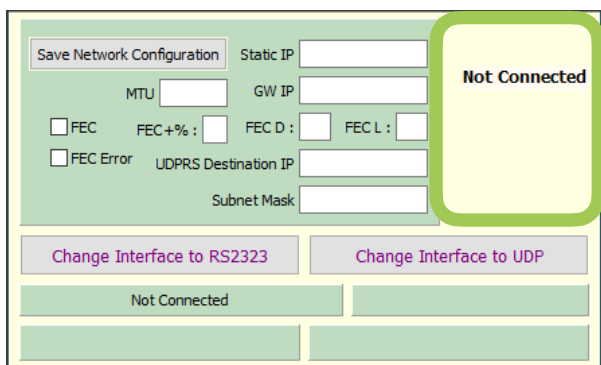 Save Network Configuration Static IP
Not Connected
MTU GW IP
FEC FEC+% : FEC D : FEC L :
FEC Error UDPRS Destination IP
Subnet Mask
Change Interface to RS2323 Change Interface to UDP
Not Connected